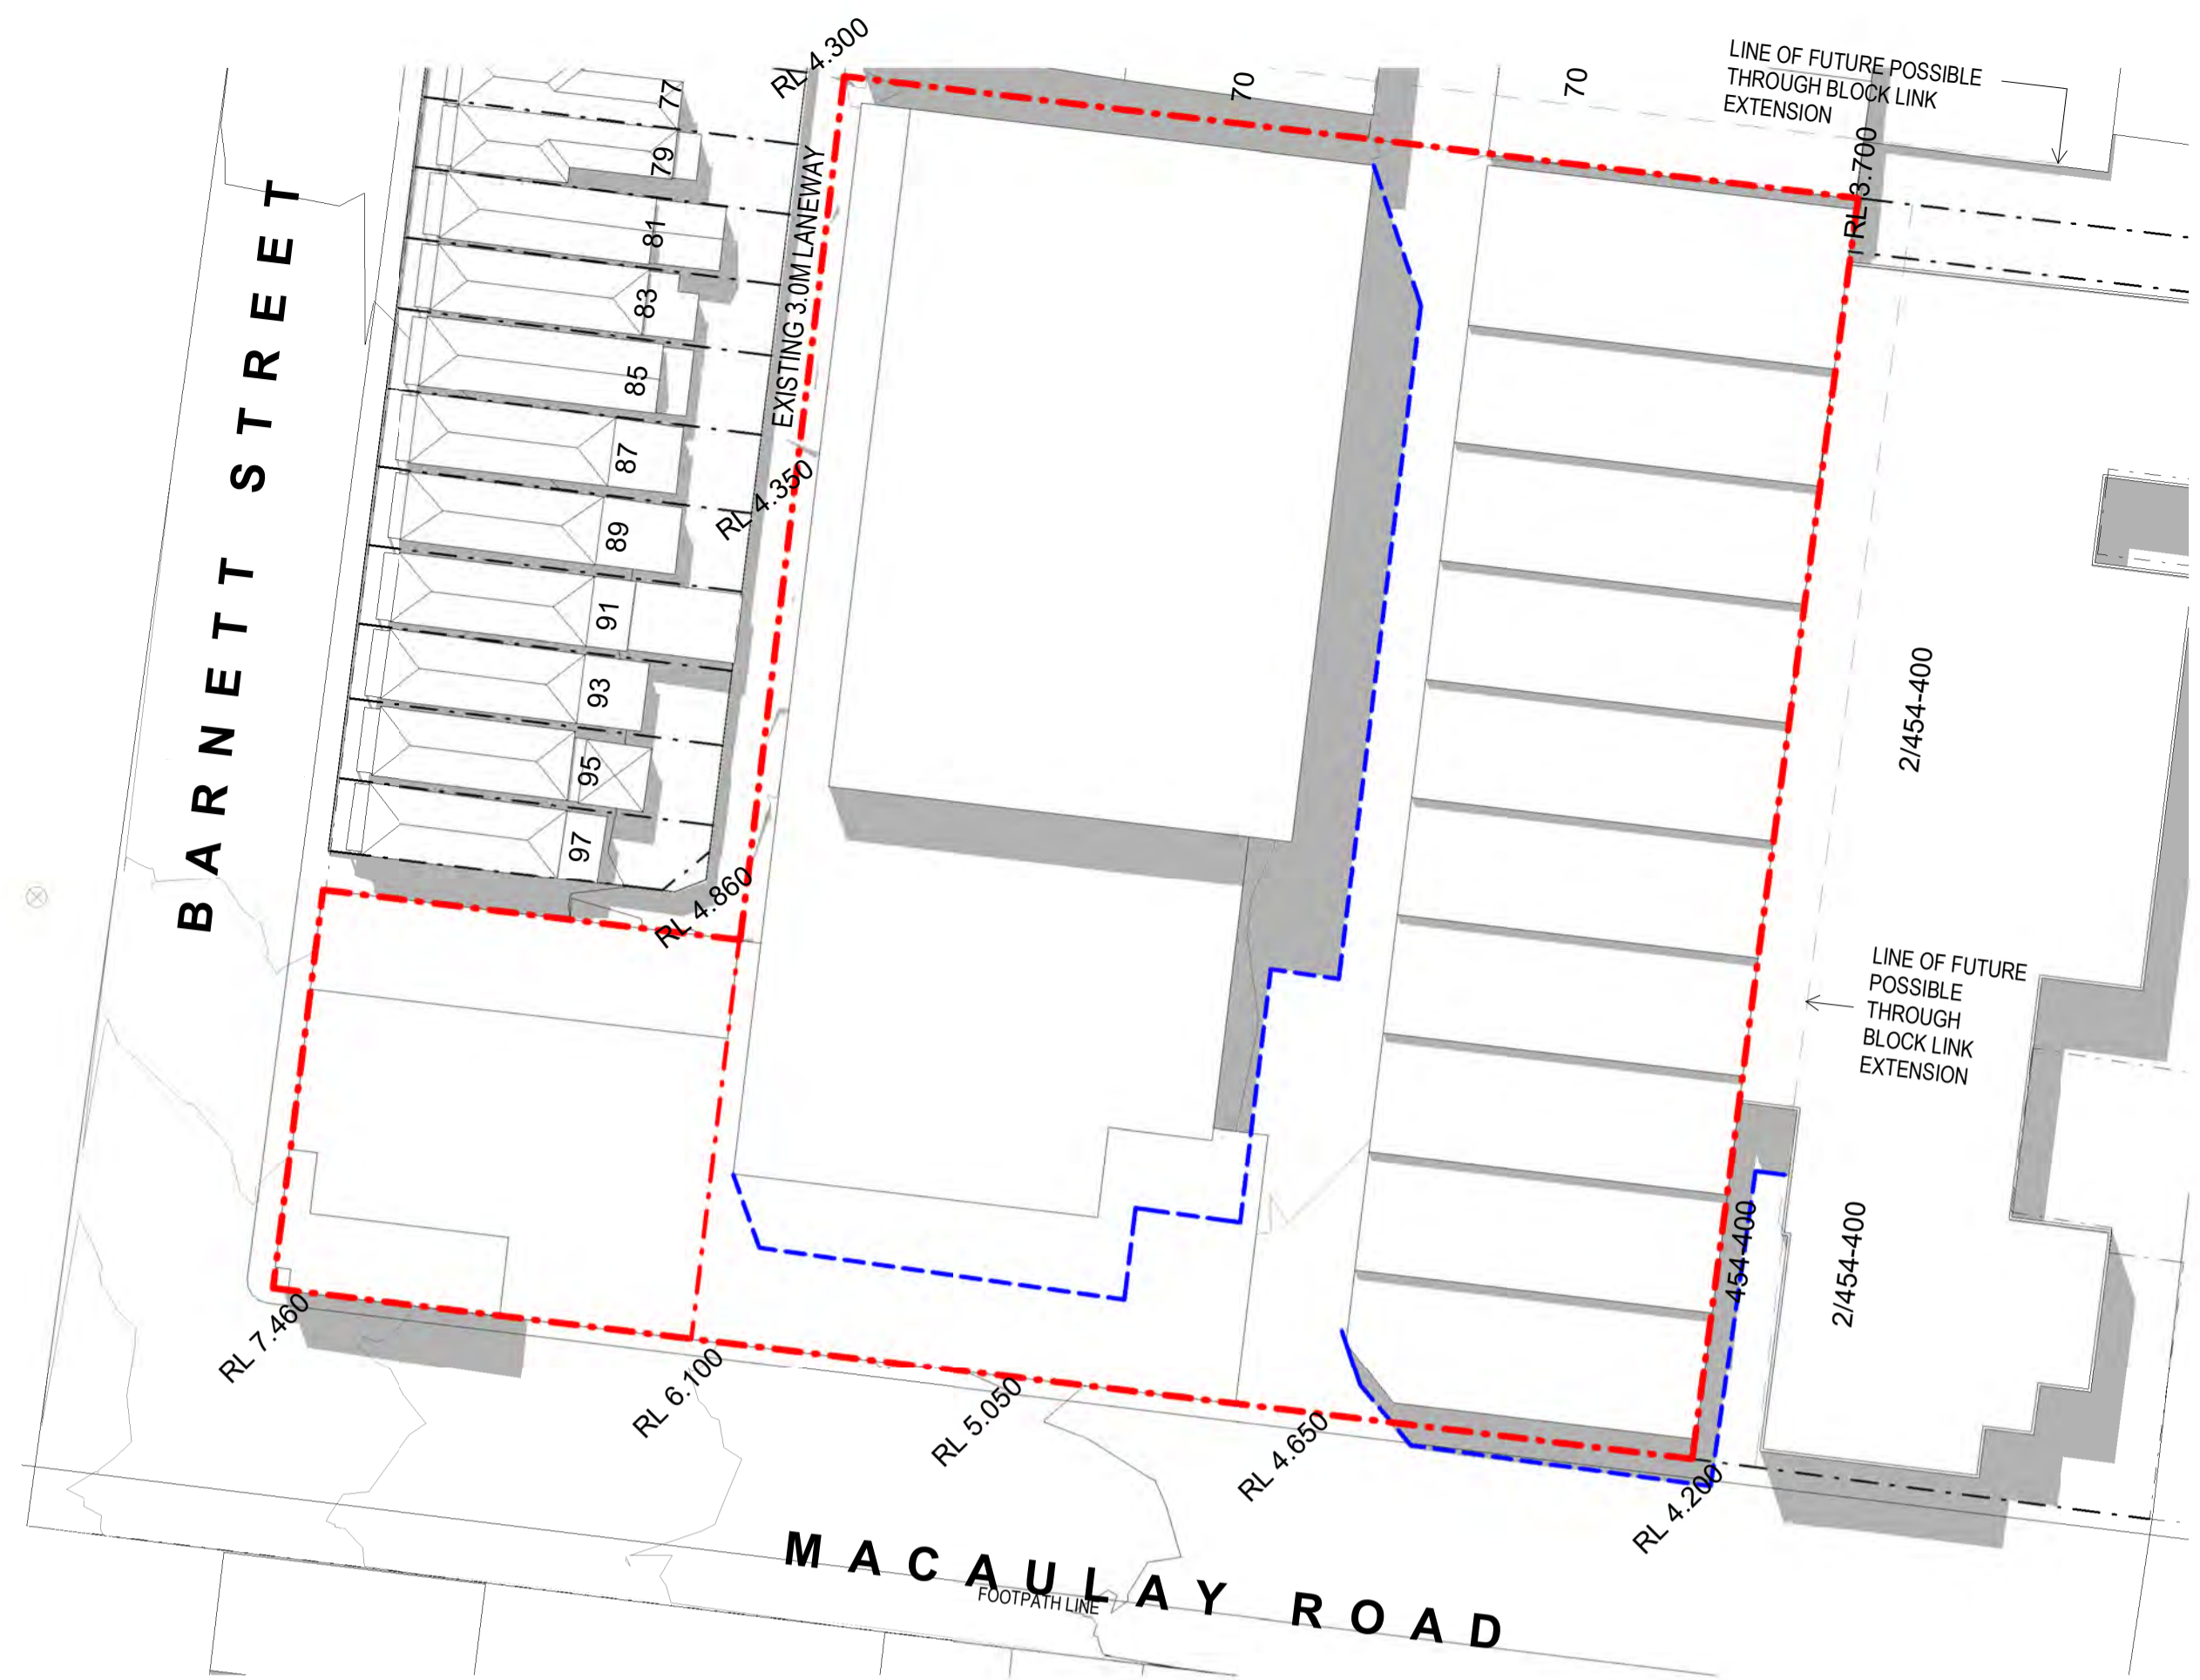 RL 4.300
70
70
LINE OF FUTURE POSSIBLE
THROUGH BLOCK LINK
EXTENSION
77
79
81
83
85
87
89
91
93
95
97
BARNETT STREET
EXISTING 3.0M LANEWAY
RL 3.700
RL 4.350
RL 4.860
2/454-400
LINE OF FUTURE
POSSIBLE
THROUGH
BLOCK LINK
EXTENSION
454-400
2/454-400
RL 7.460
RL 6.100
RL 5.050
RL 4.650
RL 4.200
MACAULAY ROAD
FOOTPATH LINE